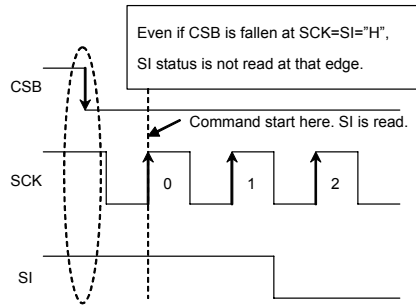 Even if CSB is fallen at SCK=SI=”H”,
SI status is not read at that edge.
CSB
Command start here. SI is read.
SCK
0
1
2
SI